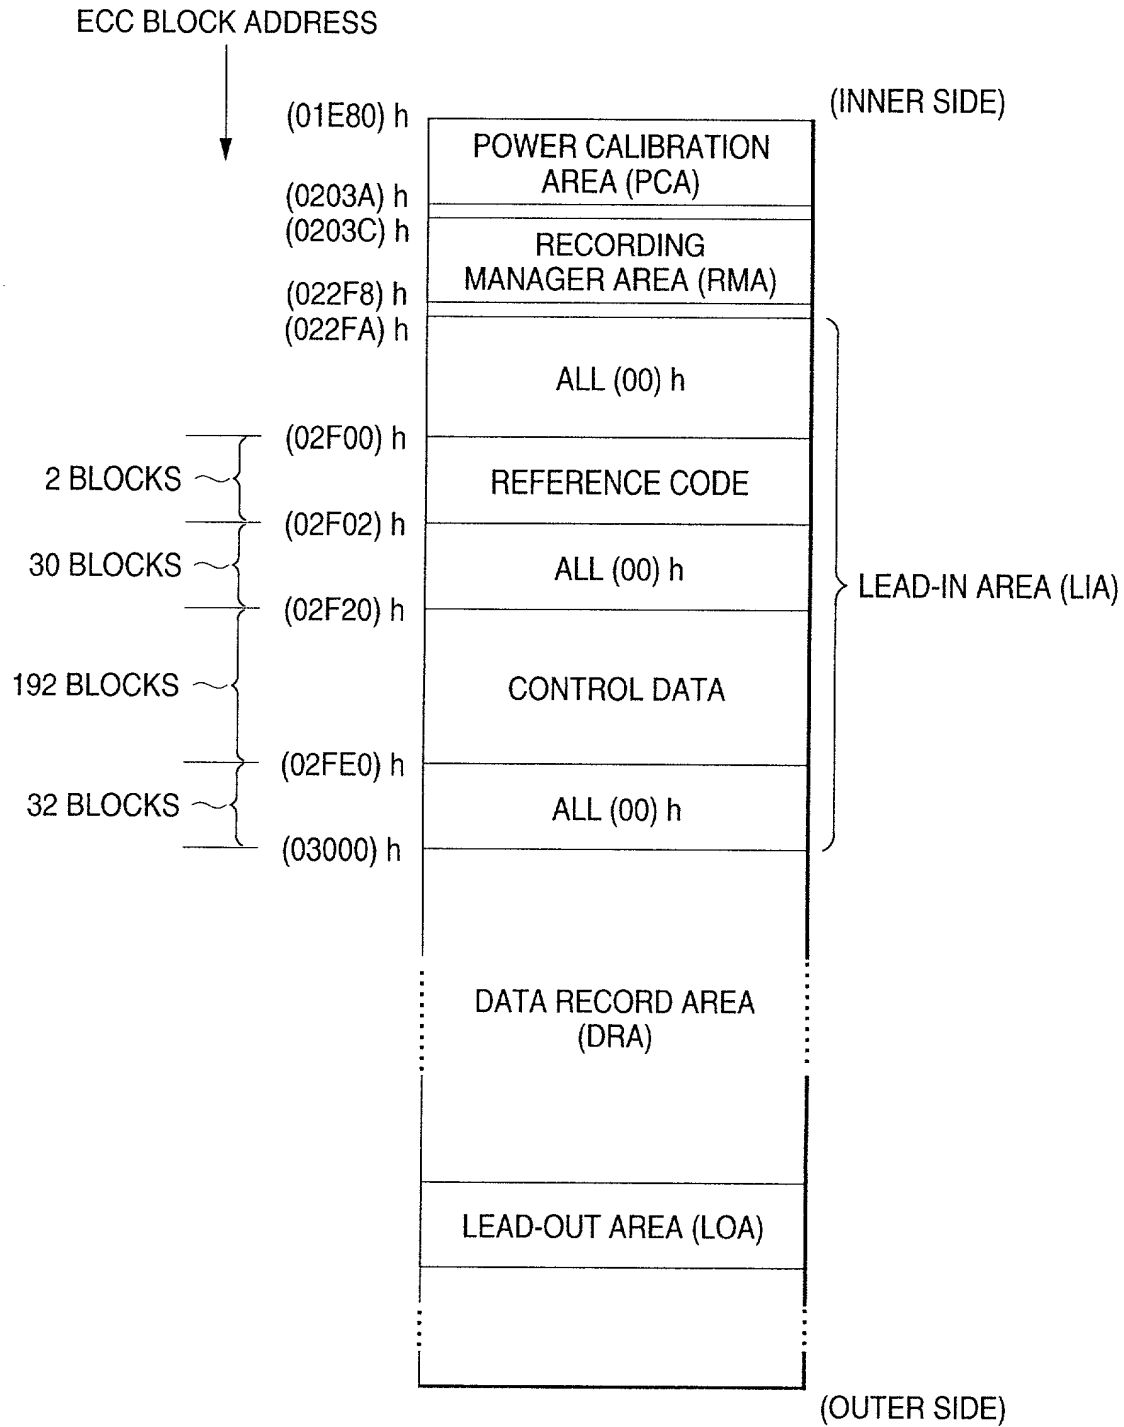 ECC BLOCK ADDRESS
(INNER SIDE)
(01E80) h
POWER CALIBRATION
AREA (PCA)
(0203A) h
(0203C) h
RECORDING
MANAGER AREA (RMA)
(022F8) h
(022FA) h
ALL (00) h
(02F00) h
2 BLOCKS
REFERENCE CODE
(02F02) h
30 BLOCKS
ALL (00) h
LEAD-IN AREA (LIA)
(02F20) h
192 BLOCKS
CONTROL DATA
(02FE0) h
32 BLOCKS
ALL (00) h
(03000) h
DATA RECORD AREA
(DRA)
LEAD-OUT AREA (LOA)
(OUTER SIDE)